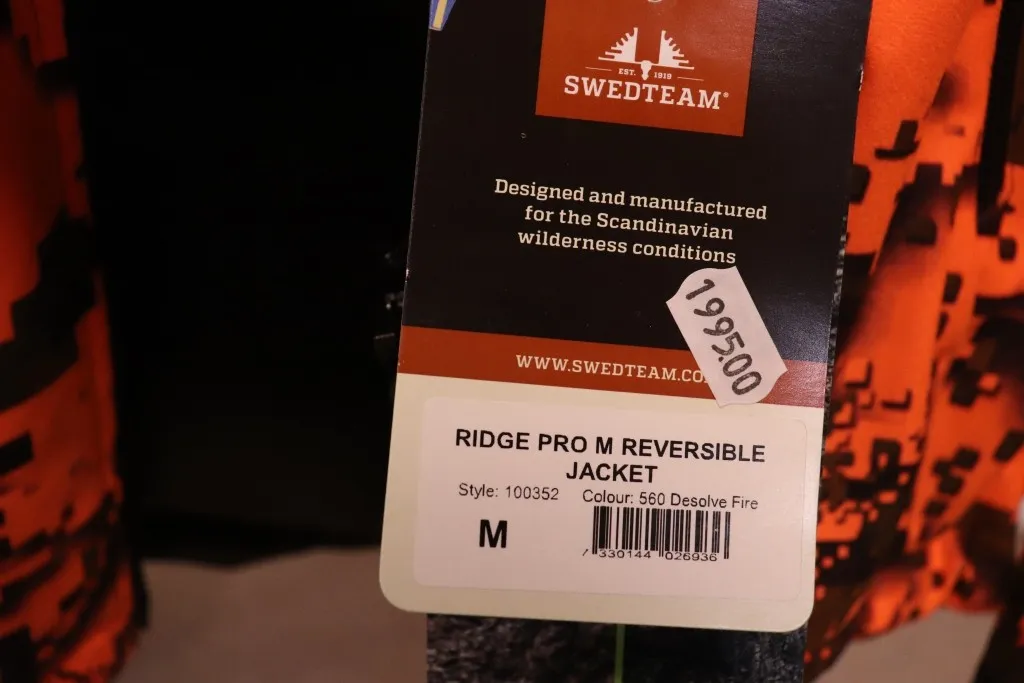 EST. 1919
SWEDTEAM®
Designed and manufactured
for the Scandinavian
wilderness conditions
1995.00
WWW.SWEDTEAM.CO
RIDGE PRO M REVERSIBLE
JACKET
Style: 100352 Colour: 560 Desolve Fire
M
7 330144 026936